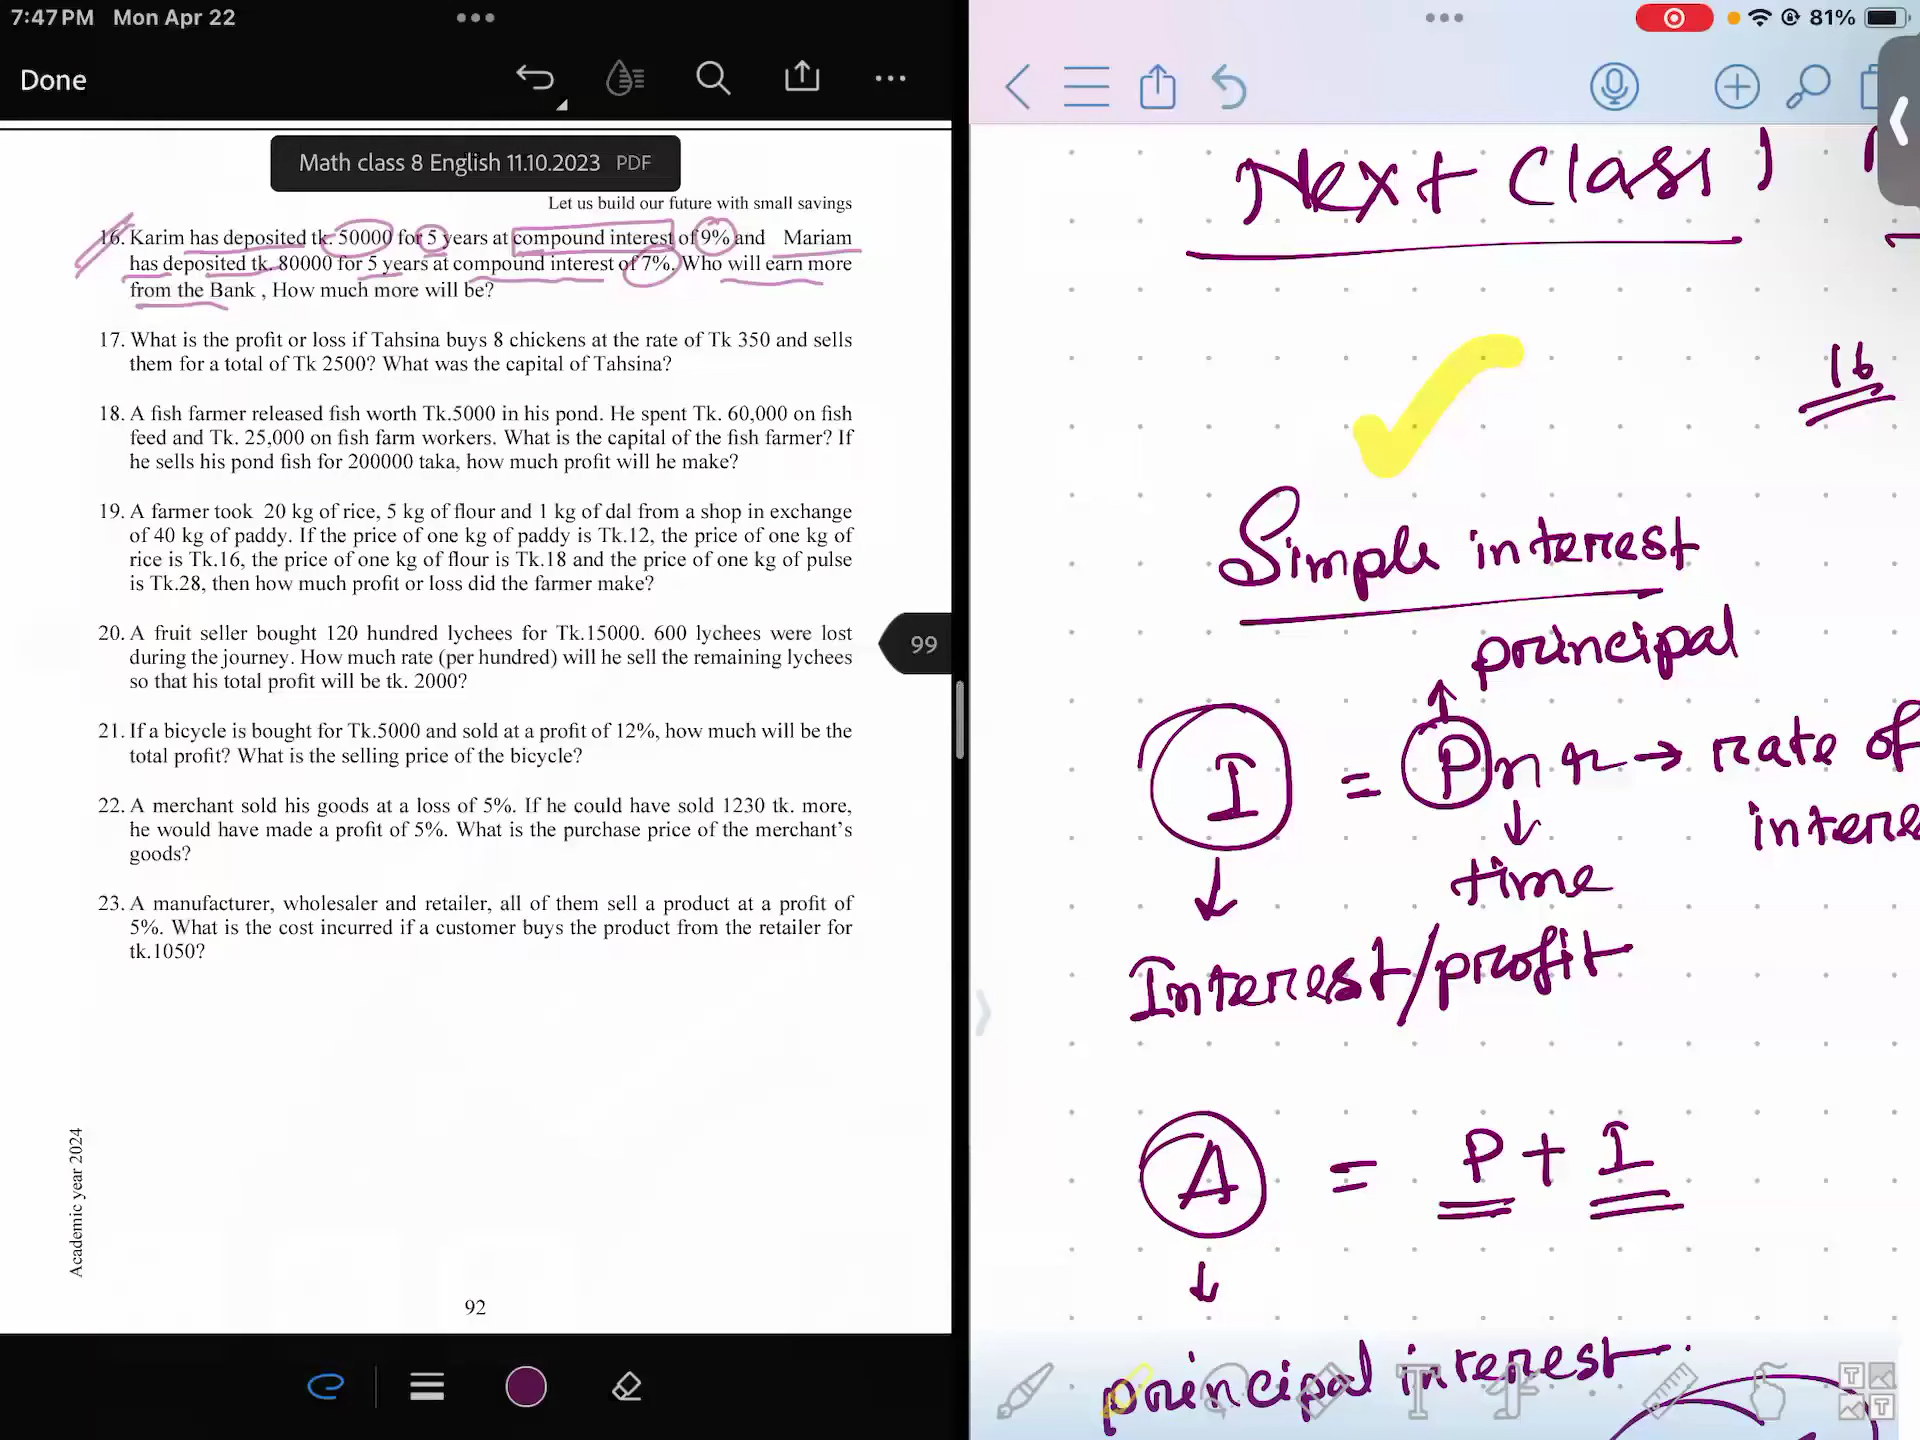 7:47 PM Mon Apr 22
81%
Done
Math class 8 English 11.10.2023 PDF
Let us build our future with small savings
16. Karim has deposited tk. 50000 for 5 years at compound interest of 9% and Mariam
has deposited tk. 80000 for 5 years at compound interest of 7%. Who will earn more
from the Bank , How much more will be?
17. What is the profit or loss if Tahsina buys 8 chickens at the rate of Tk 350 and sells
them for a total of Tk 2500? What was the capital of Tahsina?
18. A fish farmer released fish worth Tk.5000 in his pond. He spent Tk. 60,000 on fish
feed and Tk. 25,000 on fish farm workers. What is the capital of the fish farmer? If
he sells his pond fish for 200000 taka, how much profit will he make?
19. A farmer took 20 kg of rice, 5 kg of flour and 1 kg of dal from a shop in exchange
of 40 kg of paddy. If the price of one kg of paddy is Tk.12, the price of one kg of
rice is Tk.16, the price of one kg of flour is Tk.18 and the price of one kg of pulse
is Tk.28, then how much profit or loss did the farmer make?
20. A fruit seller bought 120 hundred lychees for Tk.15000. 600 lychees were lost
during the journey. How much rate (per hundred) will he sell the remaining lychees
so that his total profit will be tk. 2000?
21. If a bicycle is bought for Tk.5000 and sold at a profit of 12%, how much will be the
total profit? What is the selling price of the bicycle?
22. A merchant sold his goods at a loss of 5%. If he could have sold 1230 tk. more,
he would have made a profit of 5%. What is the purchase price of the merchant's
goods?
23. A manufacturer, wholesaler and retailer, all of them sell a product at a profit of
5%. What is the cost incurred if a customer buys the product from the retailer for
tk.1050?
99
Academic year 2024
92
Next Class
16
Simple interest
principal
I = Pnr → rate of
time
Interest/profit
A = P + I
principal interest